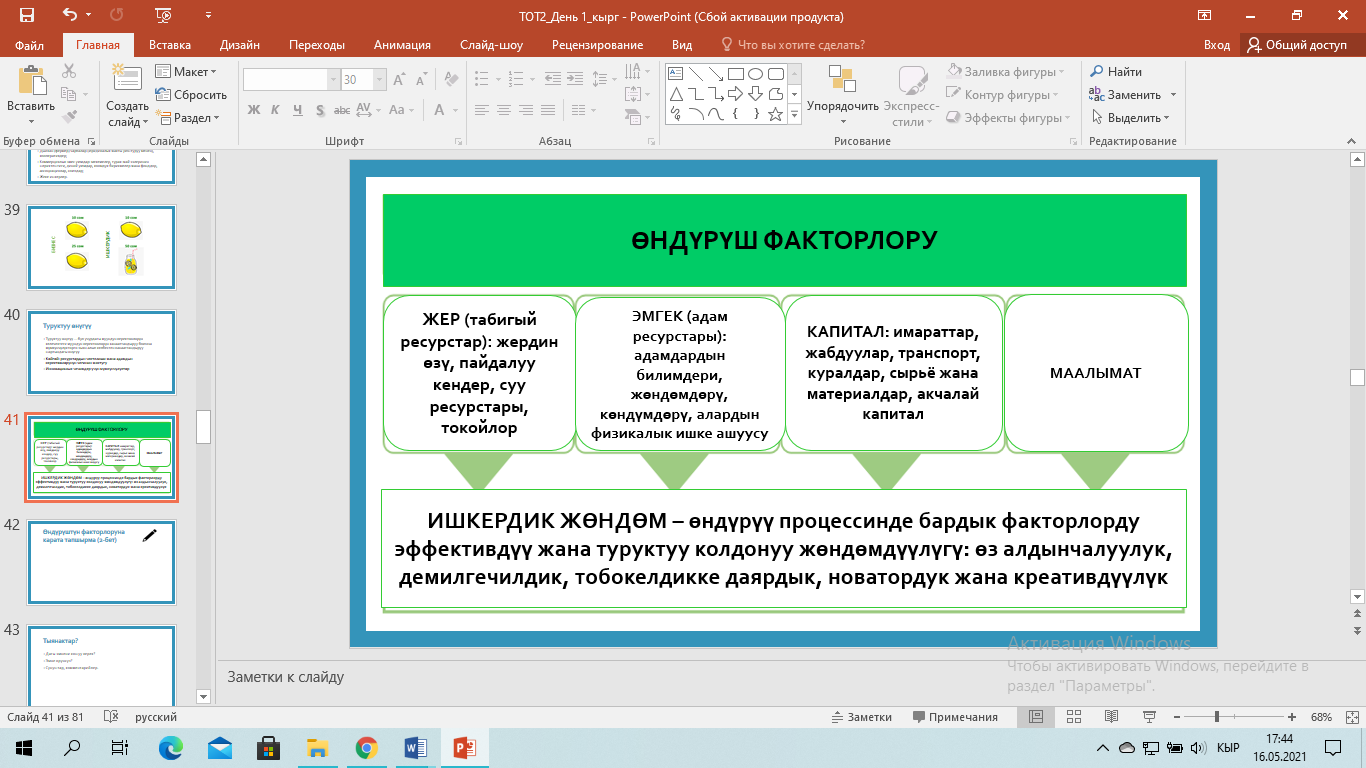 ТОТ2_День 1_кырг - PowerPoint (Сбой активации продукта)
Файл Главная Вставка Дизайн Переходы Анимация Слайд-шоу Рецензирование Вид Что вы хотите сделать? Вход Общий доступ
Вставить
Создать слайд
Макет
Сбросить
Раздел
30
Ж К Ч S abc AV Aa А
Упорядочить
Экспресс-стили
Заливка фигуры
Контур фигуры
Эффекты фигуры
Найти
Заменить
Выделить
Буфер обмена Слайды Шрифт Абзац Рисование Редактирование
39
40
Туруктуу өнүгүү
41
ӨНДҮРҮШ ФАКТОРЛОРУ
42
Өндүрүштүн факторлоруна
карата тапшырма (2-бет)
43
Тыянактар?
ӨНДҮРҮШ ФАКТОРЛОРУ
ЖЕР (табигый
ресурстар): жердин
өзү, пайдалуу
кендер, суу
ресурстары,
токойлор
ЭМГЕК (адам
ресурстары):
адамдардын
билимдери,
жөндөмдөрү,
көндүмдөрү, алардын
физикалык ишке ашуусу
КАПИТАЛ: имараттар,
жабдуулар, транспорт,
куралдар, сырьё жана
материалдар, акчалай
капитал
МААЛЫМАТ
ИШКЕРДИК ЖӨНДӨМ – өндүрүү процессинде бардык факторлорду
эффективдүү жана туруктуу колдонуу жөндөмдүүлүгү: өз алдынчалуулук,
демилгечилдик, тобокелдикке даярдык, новатордук жана креативдүүлүк
Активация Windows
Чтобы активировать Windows, перейдите в
раздел "Параметры".
Заметки к слайду
Слайд 41 из 81 русский Заметки Примечания 68%
КЫР
17:44
16.05.2021